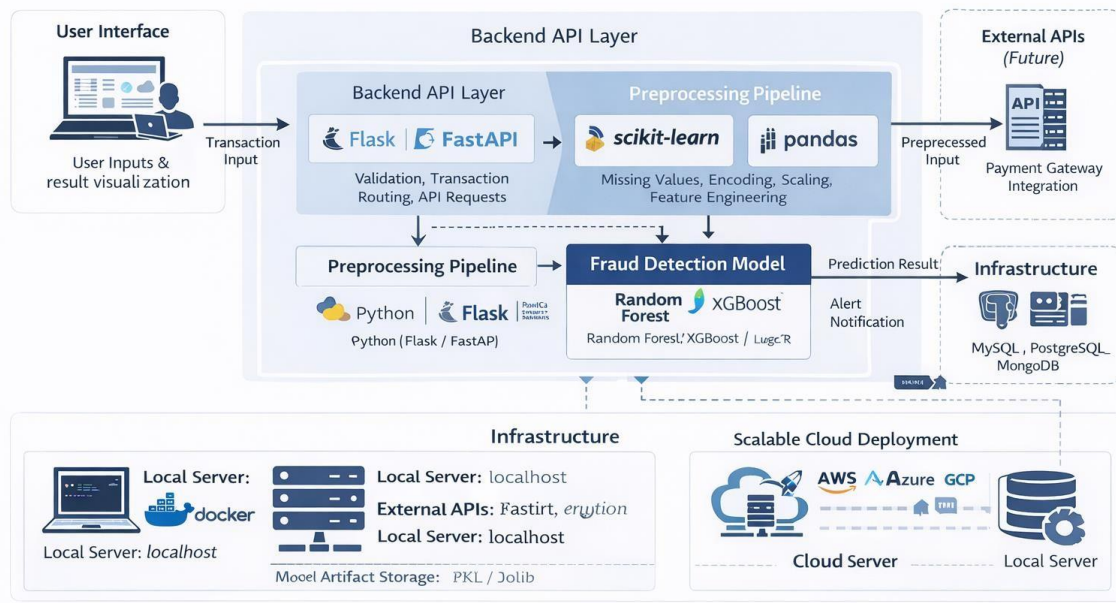 User Interface
User Inputs &
result visuali zation
Transaction
Input
Backend API Layer
Backend API Layer
Flask
FastAPI
Validation, Transaction
Routing, API Requests
Preprocessing Pipeline
scikit-learn
pandas
Missing Values, Encoding, Scaling,
Feature Engineering
Preprecessed
Input
External APIs
(Future)
API
Payment Gateway
Integration
Preprocessing Pipeline
Python
Flask
Python (Flask / FastAP)
Fraud Detection Model
Random
Forest
XGBoost
Random Forest/ XGBoost /
Prediction Result
Alert
Notification
Infrastructure
MySQL , PostgreSQL
MongoDB
Infrastructure
Local Server:
docker
Local Server: localhost
Local Server: localhost
External APIs: Fastirt,
Local Server: localhost
Model Artifact Storage: PKL / Jolib
Scalable Cloud Deployment
AWS
Azure
GCP
Cloud Server
Local Server